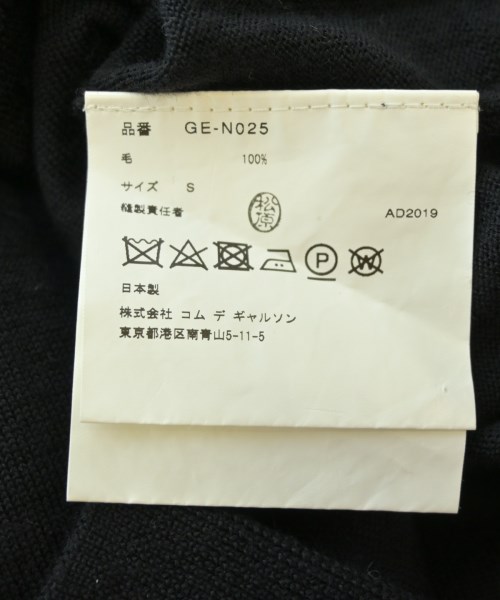 品番 GE-N025
毛 100%
サイズ S
縫製責任者 松原 AD2019
P W
日本製
株式会社 コム デ ギャルソン
東京都港区南青山5-11-5